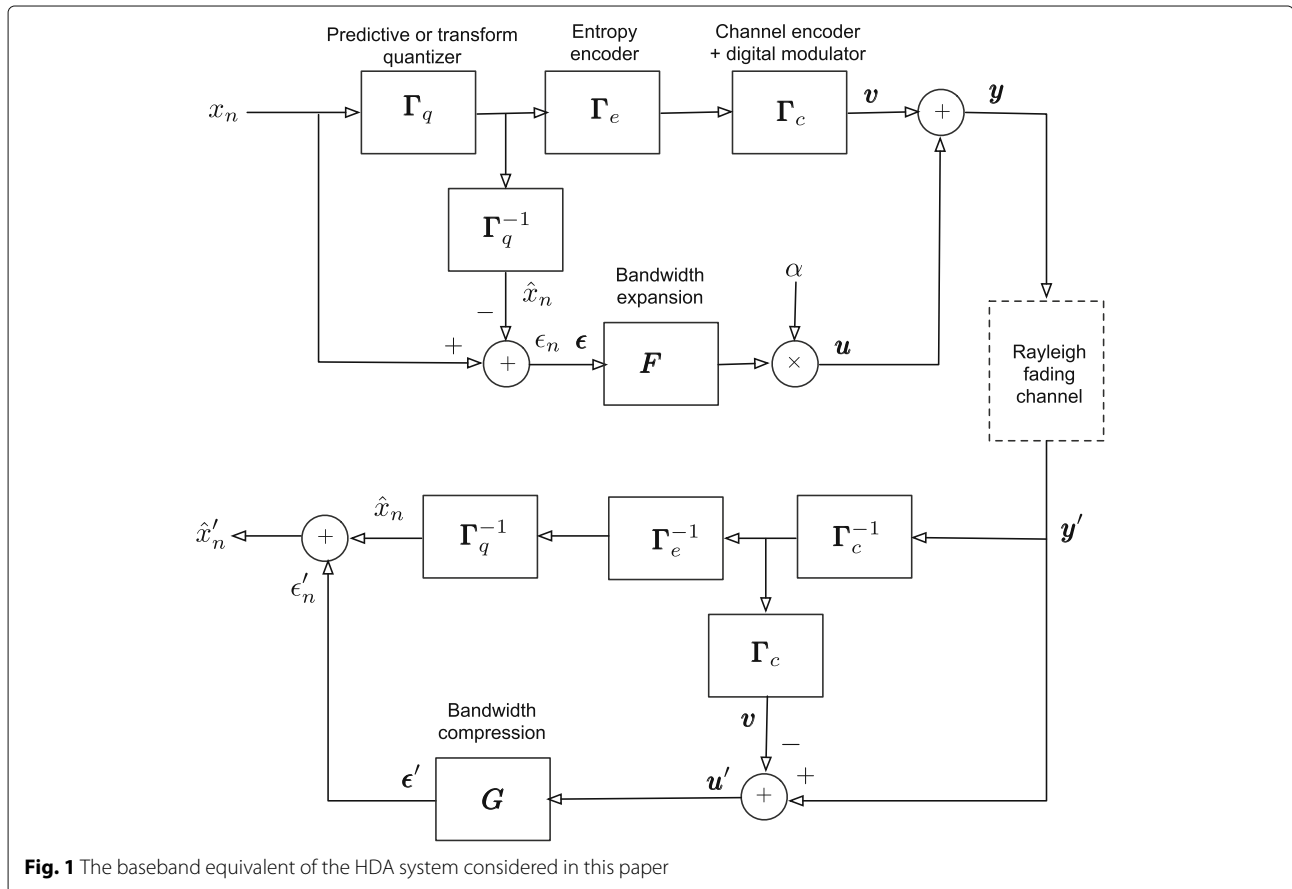 Predictive or transform
quantizer
Entropy
encoder
Channel encoder
+ digital modulator
x_n
Γ_q
Γ_e
Γ_c
v
+
y
Γ_q^{-1}
x̂_n
−
Bandwidth
expansion
α
+
+
ϵ_n ϵ
F
×
u
Rayleigh
fading
channel
x̂′_n
+
x̂_n
Γ_q^{-1}
Γ_e^{-1}
Γ_c^{-1}
y′
ϵ′_n
Γ_c
Bandwidth
compression
v
−
+
ϵ′
G
u′
+
Fig. 1 The baseband equivalent of the HDA system considered in this paper